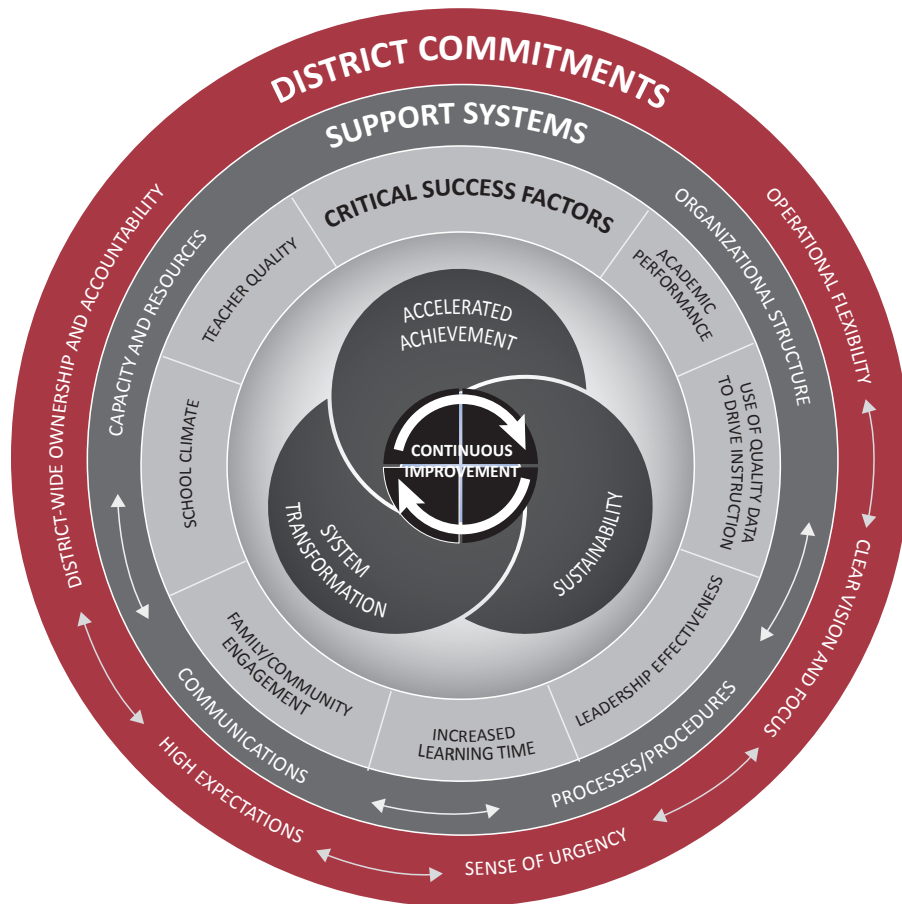 DISTRICT COMMITMENTS
SUPPORT SYSTEMS
CRITICAL SUCCESS FACTORS
OPERATIONAL FLEXIBILITY
CLEAR VISION AND FOCUS
SENSE OF URGENCY
HIGH EXPECTATIONS
DISTRICT-WIDE OWNERSHIP AND ACCOUNTABILITY
ORGANIZATIONAL STRUCTURE
PROCESSES/PROCEDURES
COMMUNICATIONS
CAPACITY AND RESOURCES
ACADEMIC
PERFORMANCE
USE OF QUALITY DATA
TO DRIVE INSTRUCTION
LEADERSHIP EFFECTIVENESS
INCREASED
LEARNING TIME
FAMILY/COMMUNITY
ENGAGEMENT
SCHOOL CLIMATE
TEACHER QUALITY
ACCELERATED
ACHIEVEMENT
SUSTAINABILITY
SYSTEM
TRANSFORMATION
CONTINUOUS
IMPROVEMENT